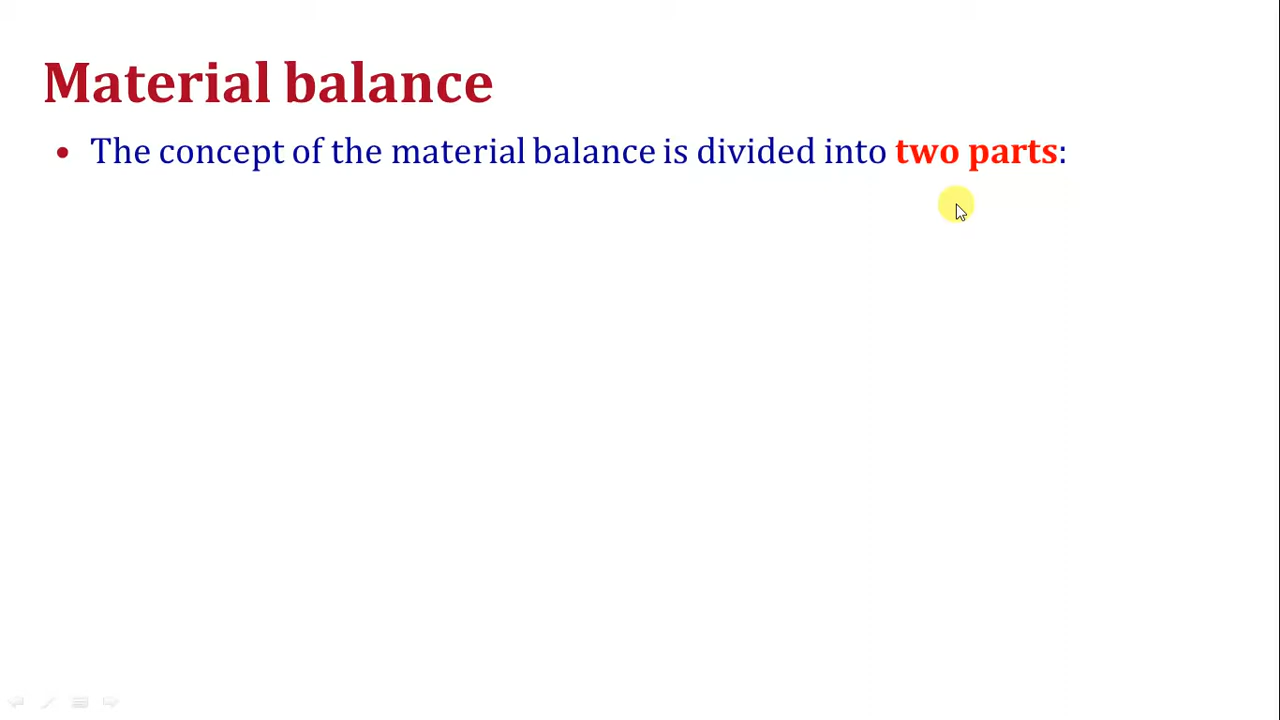 Material balance
• The concept of the material balance is divided into two parts: